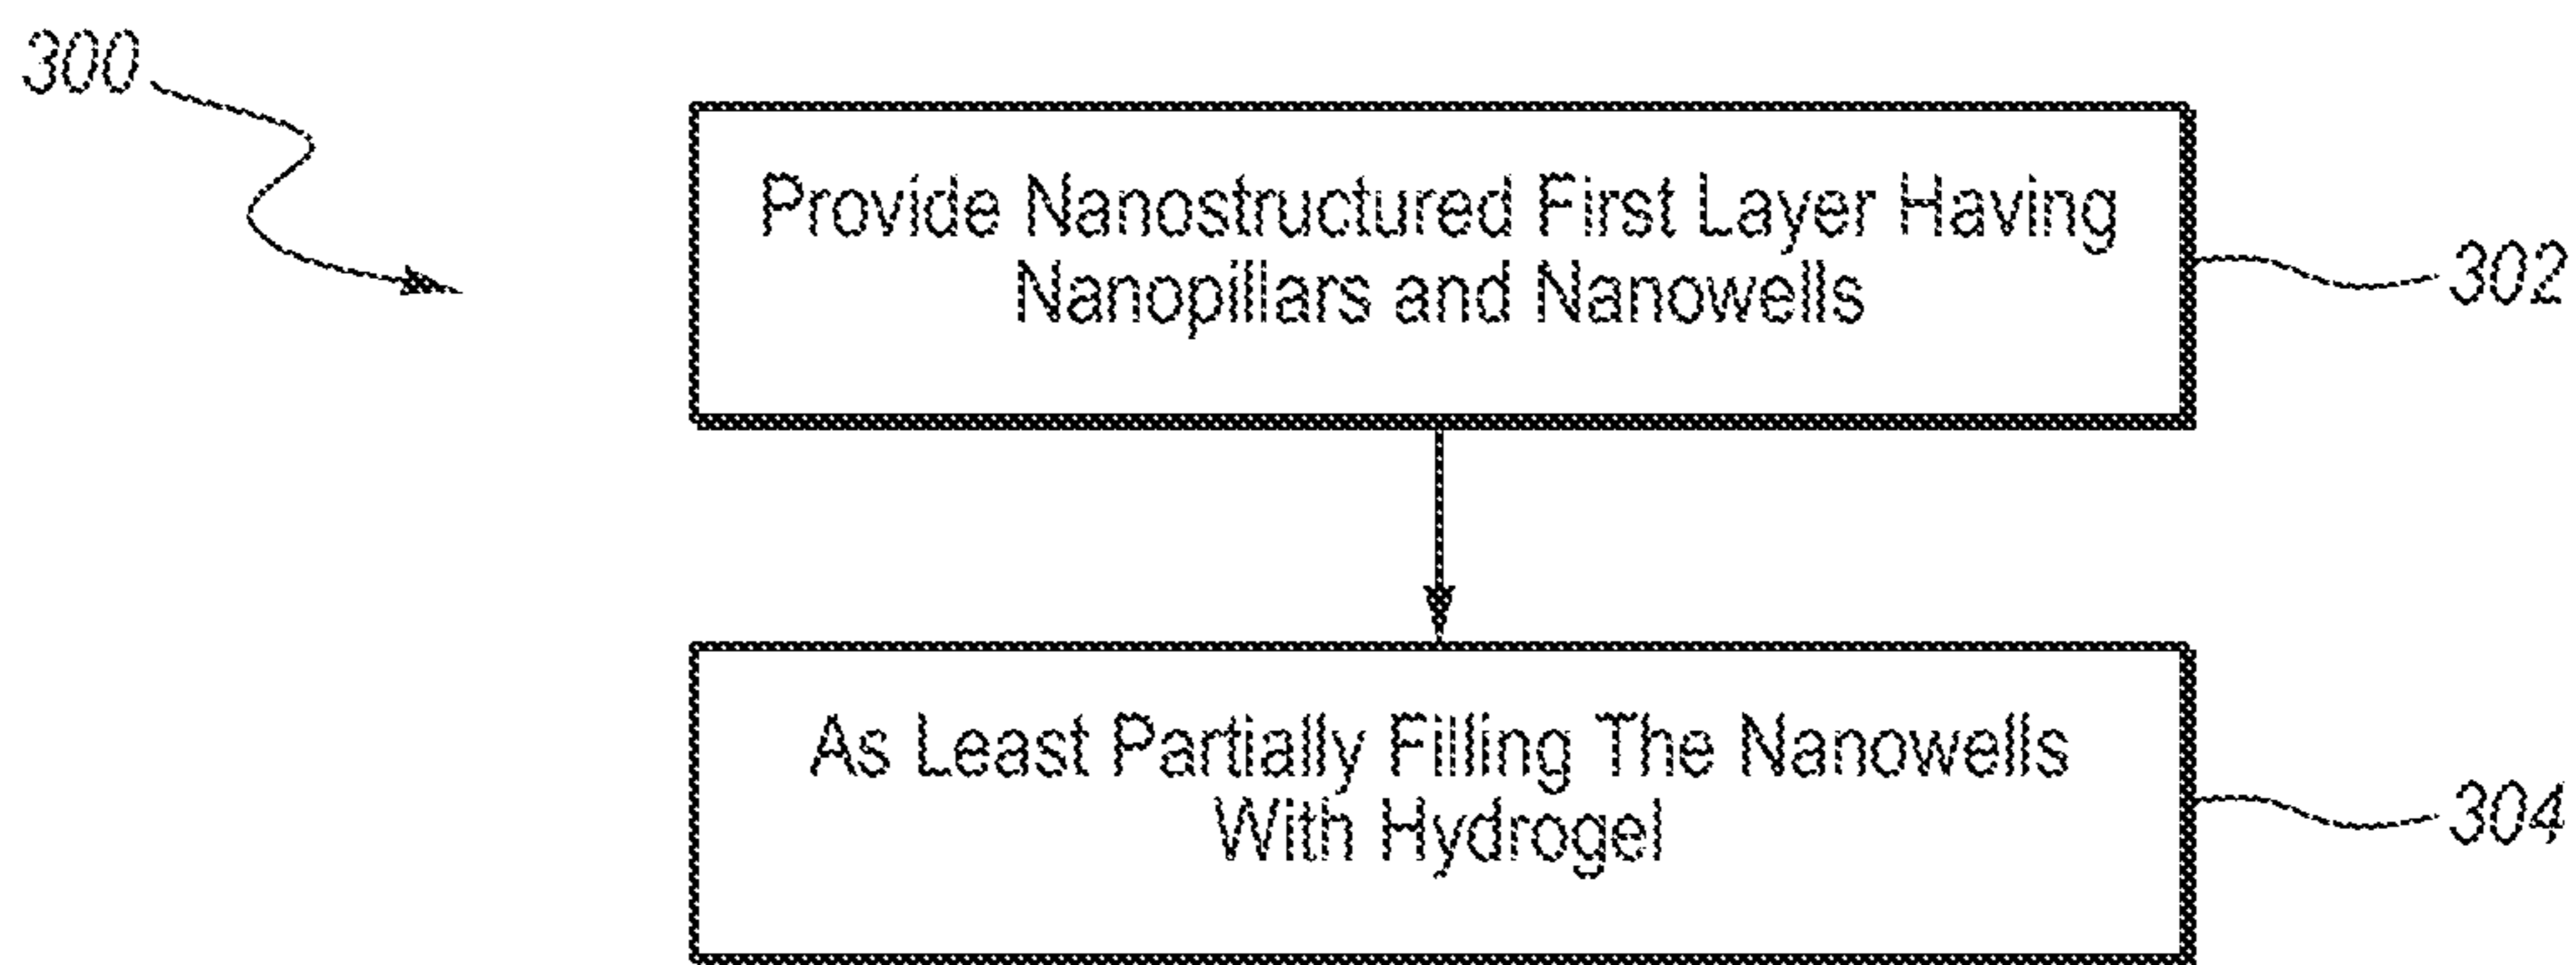 300
Provide Nanostructured First Layer Having
Nanopillars and Nanowells
302
As Least Partially Filling The Nanowells
With Hydrogel
304